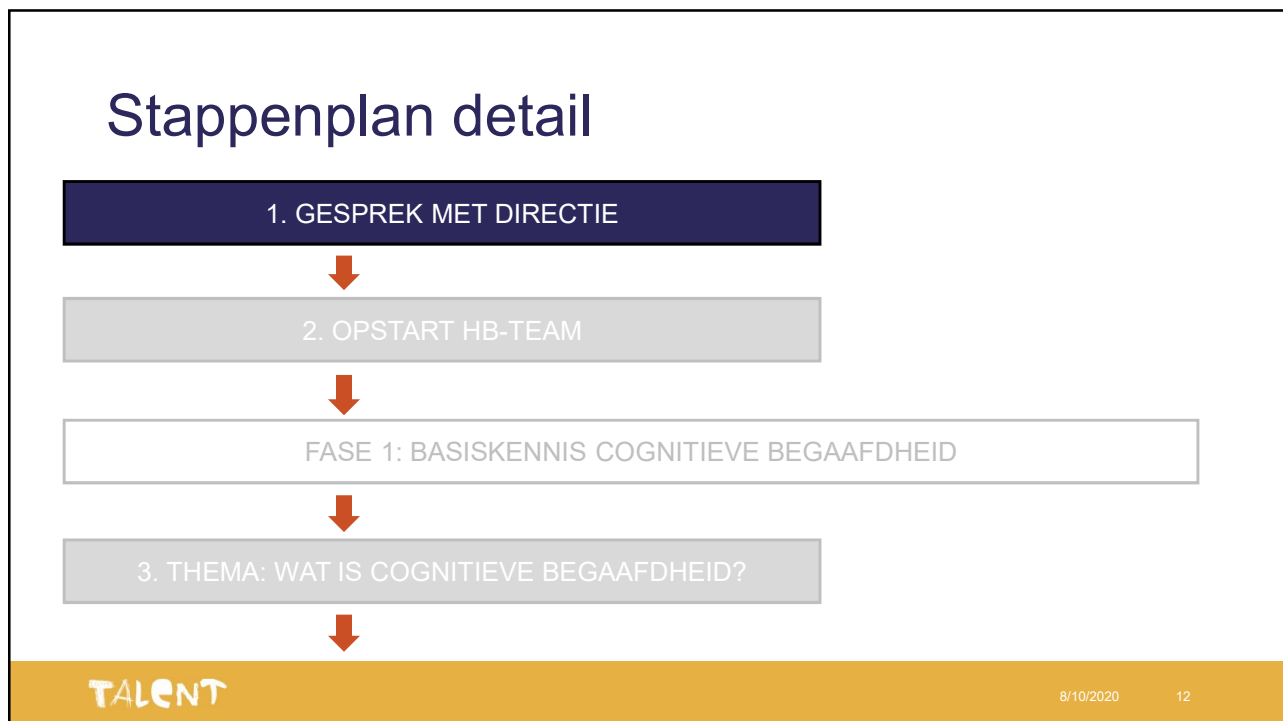 Stappenplan detail
1. GESPREK MET DIRECTIE
2. OPSTART HB-TEAM
FASE 1: BASISKENNIS COGNITIEVE BEGAAFDHEID
3. THEMA: WAT IS COGNITIEVE BEGAAFDHEID?
TALENT
8/10/2020 12